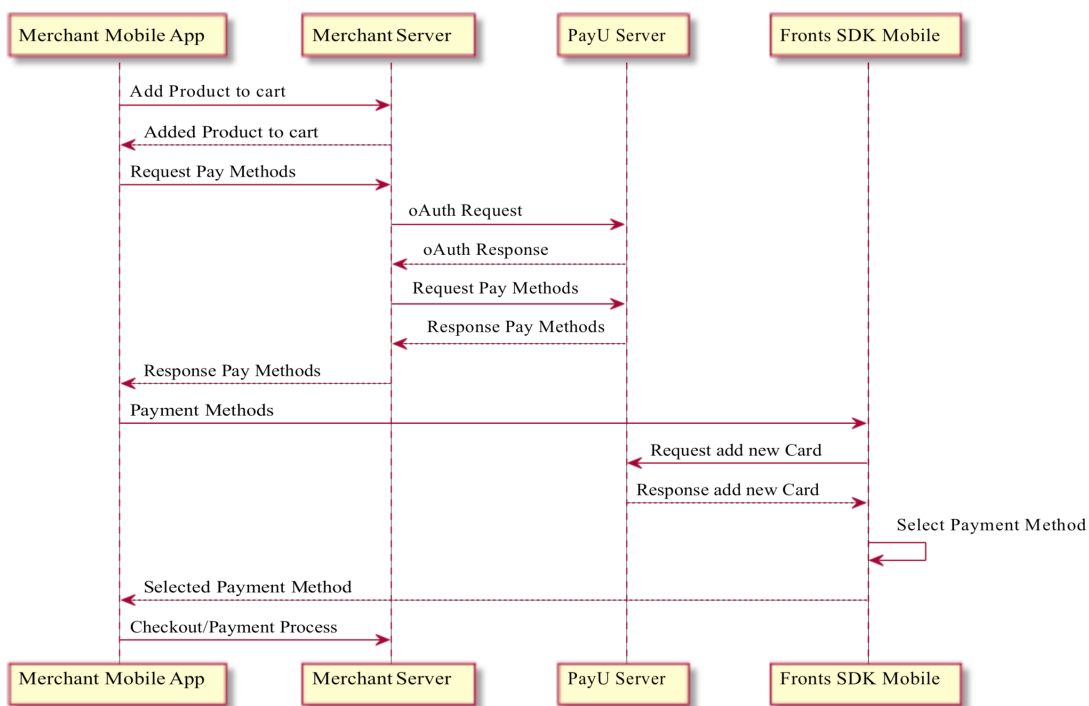 Merchant Mobile App
Merchant Server
PayU Server
Fronts SDK Mobile
Add Product to cart
Added Product to cart
Request Pay Methods
oAuth Request
oAuth Response
Request Pay Methods
Response Pay Methods
Response Pay Methods
Payment Methods
Request add new Card
Response add new Card
Select Payment Method
Selected Payment Method
Checkout/Payment Process
Merchant Mobile App
Merchant Server
PayU Server
Fronts SDK Mobile